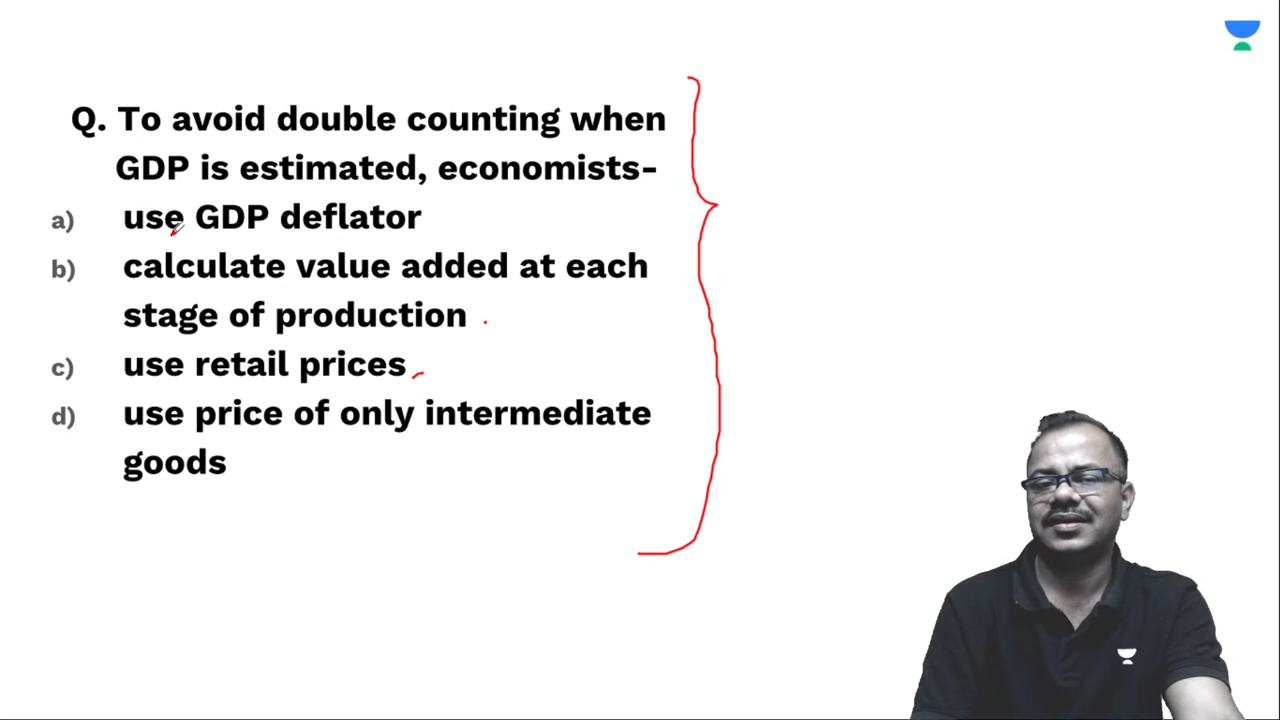 Q. To avoid double counting when
GDP is estimated, economists-
a) use GDP deflator
b) calculate value added at each
stage of production
c) use retail prices
d) use price of only intermediate
goods